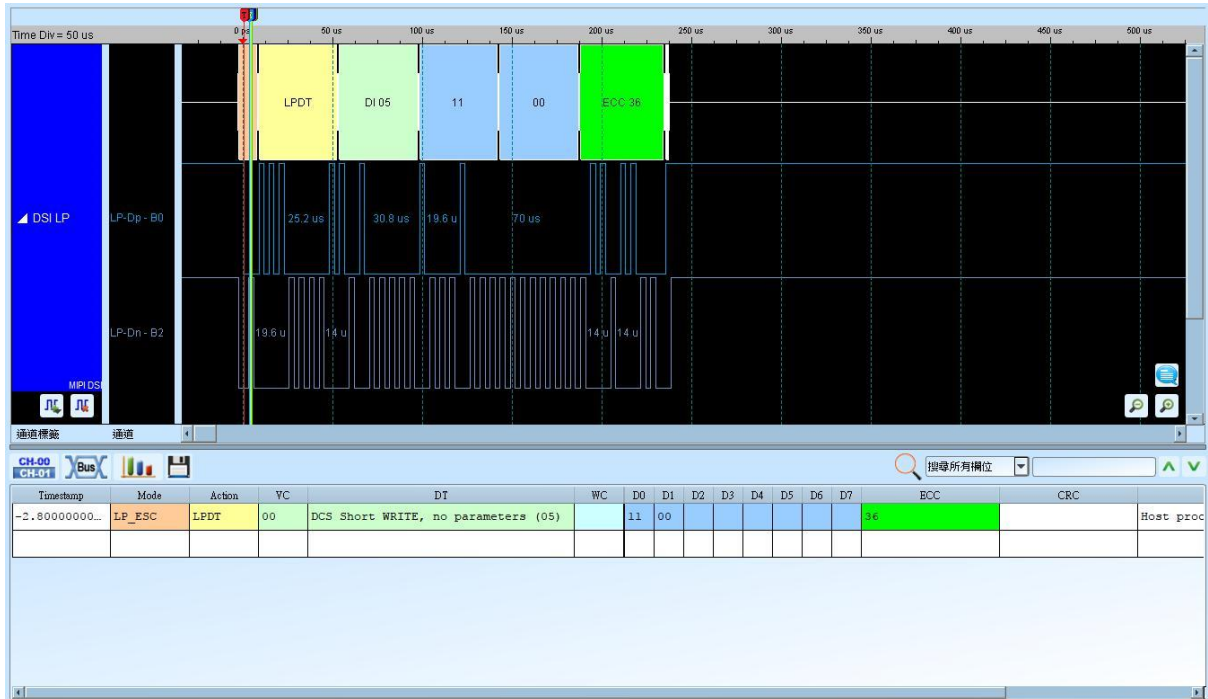 Time Div = 50 us
0 ps 50 us 100 us 150 us 200 us 250 us 300 us 350 us 400 us 450 us 500 us
LPDT DI 05 11 00 ECC 36
DSI LP
LP-Dp - B0
25.2 us 30.8 us 19.6 u 70 us
LP-Dn - B2
19.6 u 14 u 14 u 14 u
MIPI DSI
通道標籤 通道
CH-00
CH-01
Bus
搜尋所有欄位
Timestamp Mode Action VC DT WC D0 D1 D2 D3 D4 D5 D6 D7 ECC CRC
-2.80000000... LP_ESC LPDT 00 DCS Short WRITE, no parameters (05) 11 00 36 Host proc